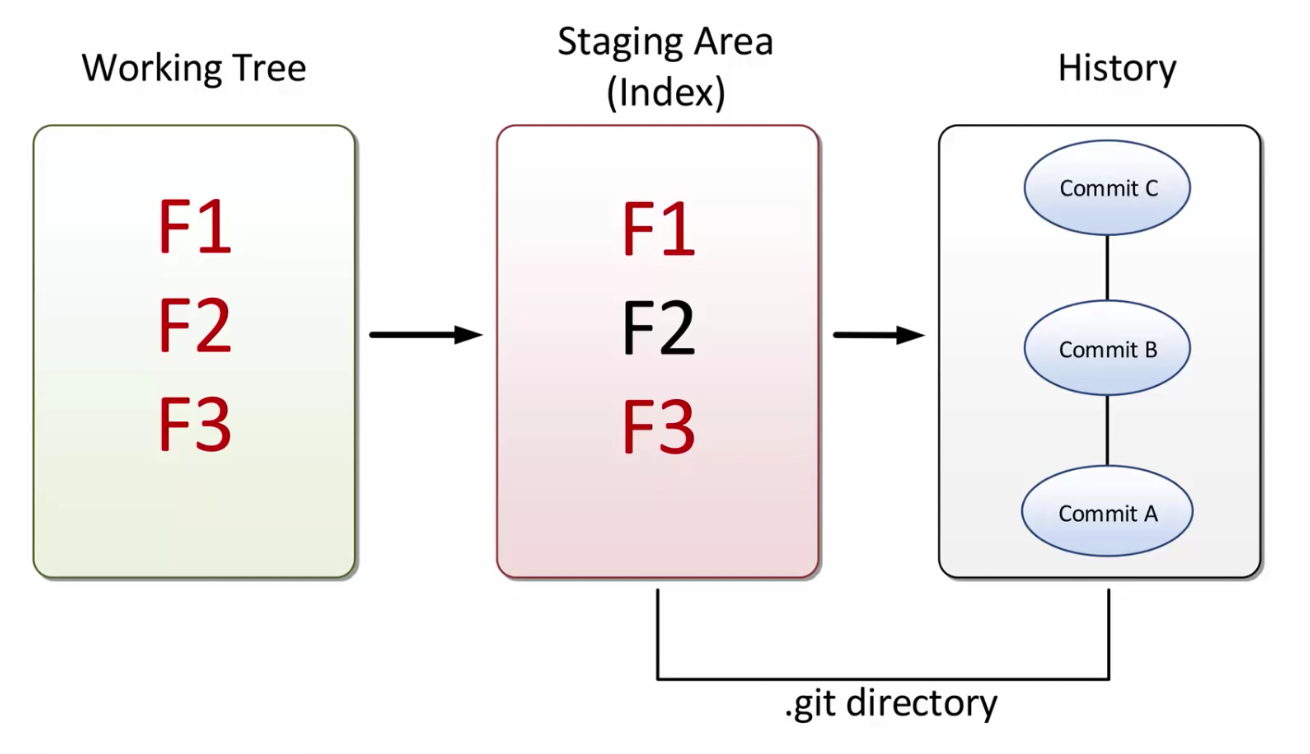 Working Tree
Staging Area
(Index)
History
F1
F2
F3
F1
F2
F3
Commit C
Commit B
Commit A
.git directory